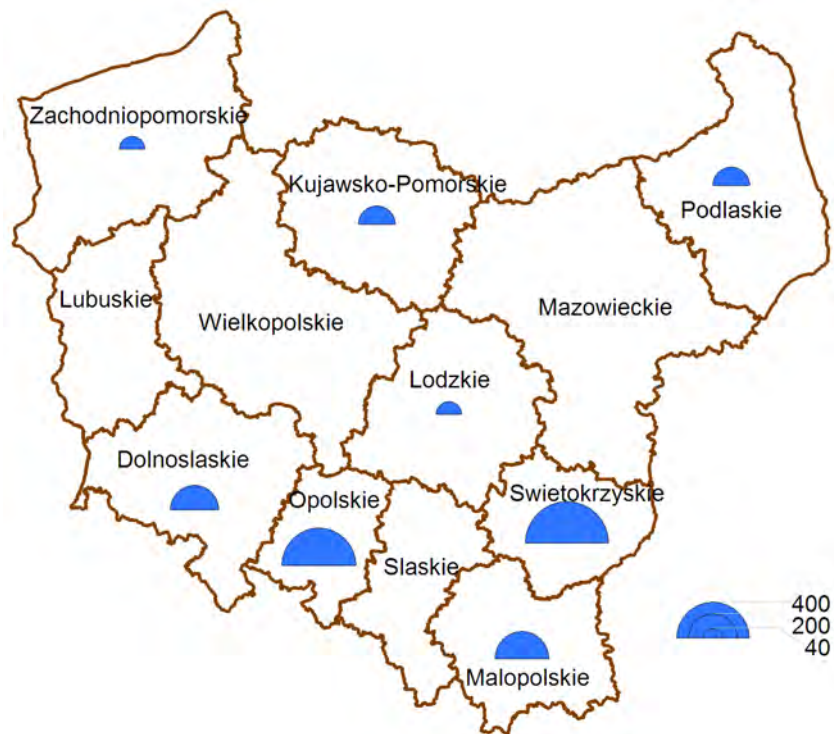 Zachodniopomorskie
Kujawsko-Pomorskie
Podlaskie
Lubuskie
Wielkopolskie
Mazowieckie
Lodzkie
Dolnoslaskie
Opolskie
Swietokrzyskie
Slaskie
Malopolskie
400
200
40